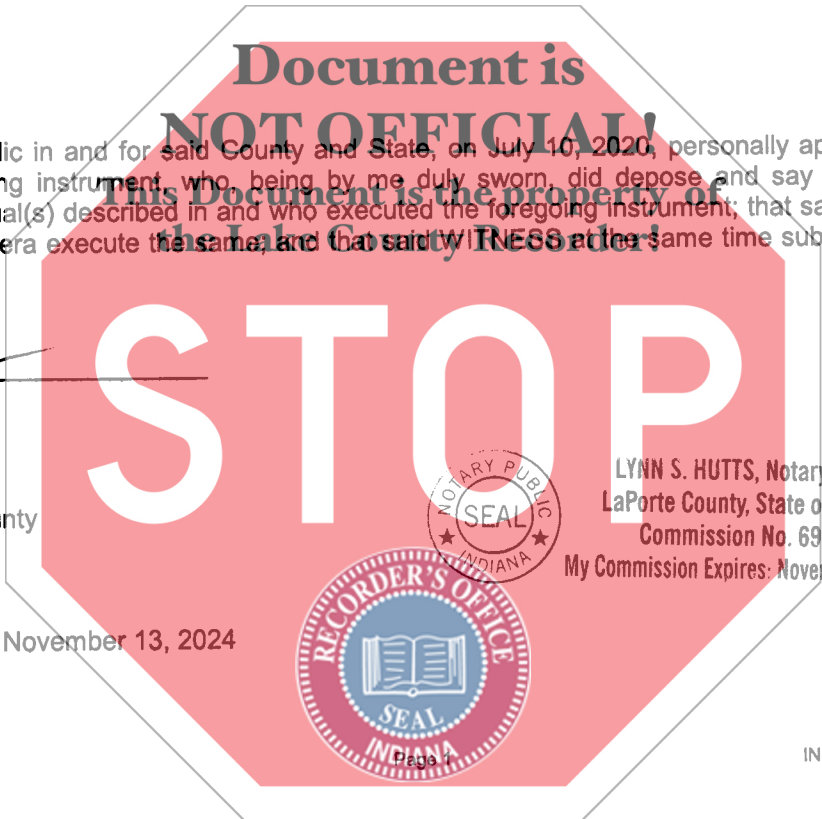 Document is
NOT OFFICIAL!
lic in and for said County and State, on July 10, 2020, personally ap
This Document is the property of
ng instrument, who, being by me duly sworn, did depose and say
al(s) described in and who executed the foregoing instrument; that sa
the Lake County Recorder!
era execute the same, and that said WITNESS at the same time sub
STOP
NOTARY PUBLIC
SEAL
INDIANA
LYNN S. HUTTS, Notary
LaPorte County, State o
Commission No. 69
My Commission Expires: Nove
nty
November 13, 2024
RECORDER'S OFFICE
SEAL
INDIANA
Page 1
IN